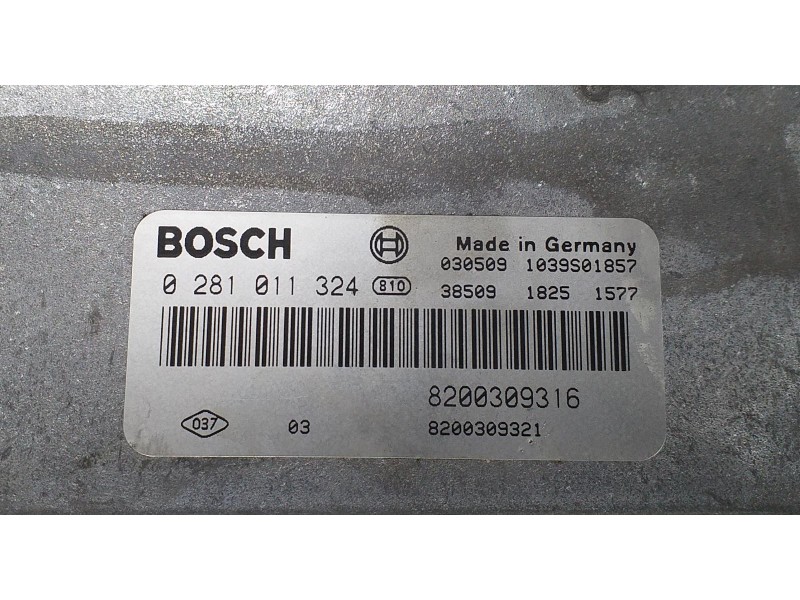 BOSCH
Made in Germany
030509 1039S01857
0 281 011 324 810
38509 1825 1577
8200309316
037 03
8200309321